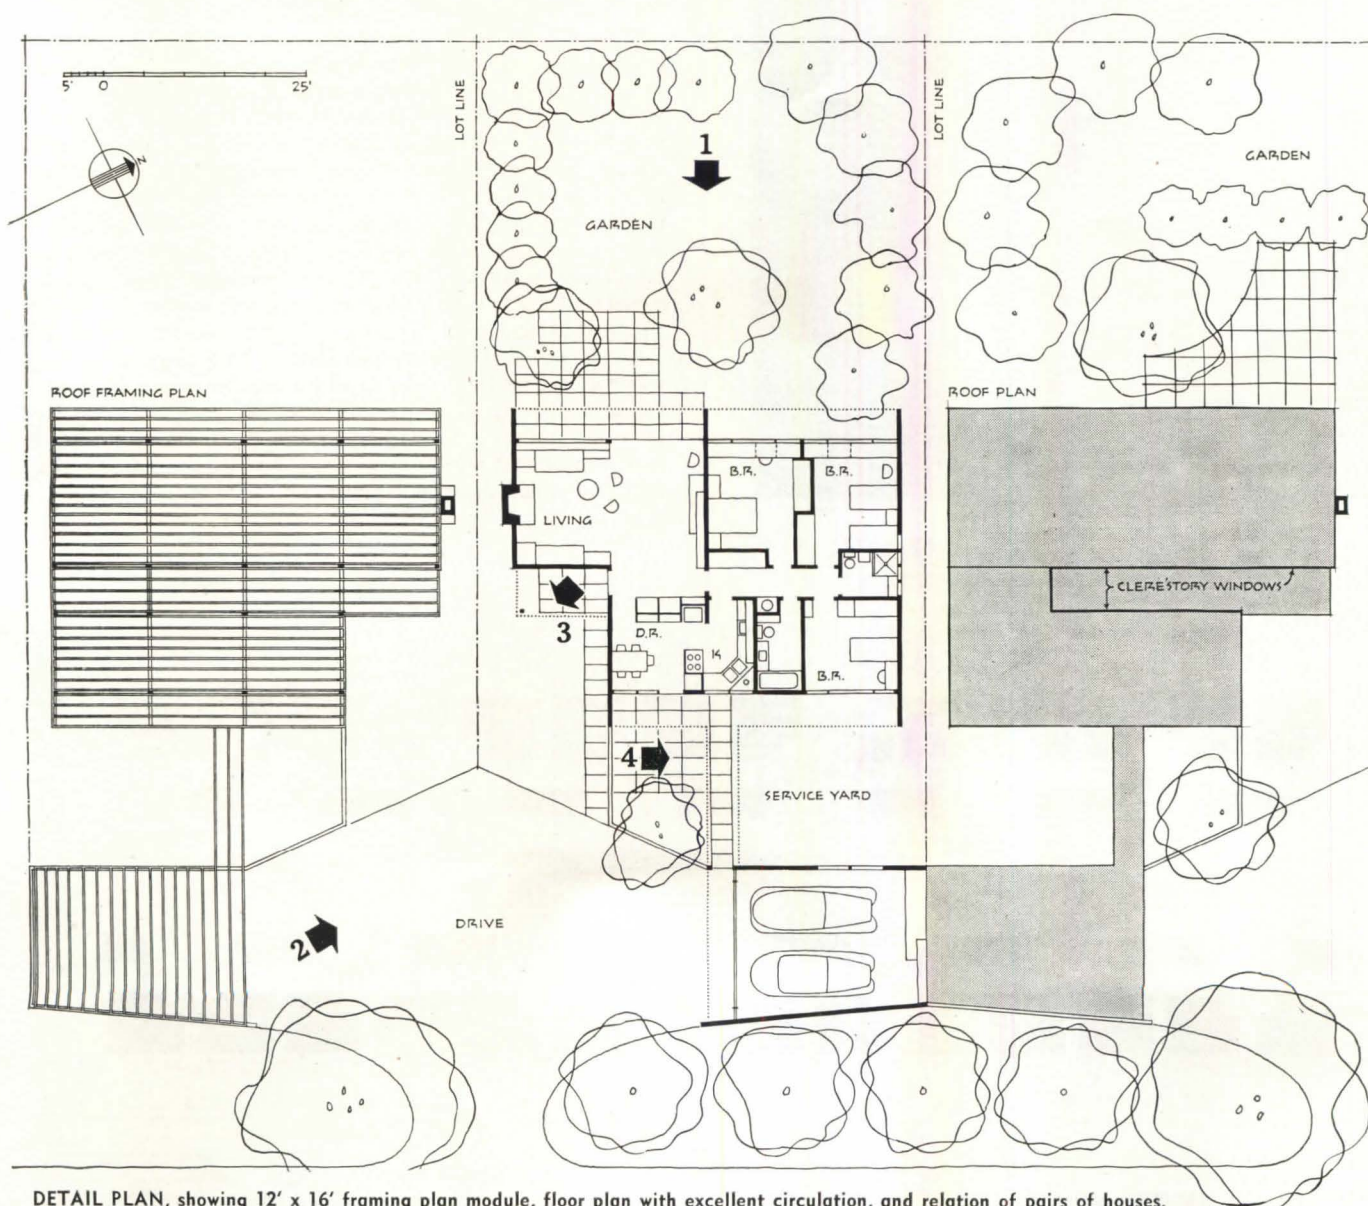 5' 0 25'
N
LOT LINE
LOT LINE
1
GARDEN
GARDEN
ROOF FRAMING PLAN
ROOF PLAN
B.R.
B.R.
LIVING
CLERESTORY WINDOWS
3
D.R.
K
B.R.
4
SERVICE YARD
DRIVE
2
DETAIL PLAN, showing 12' x 16' framing plan module, floor plan with excellent circulation, and relation of pairs of houses.